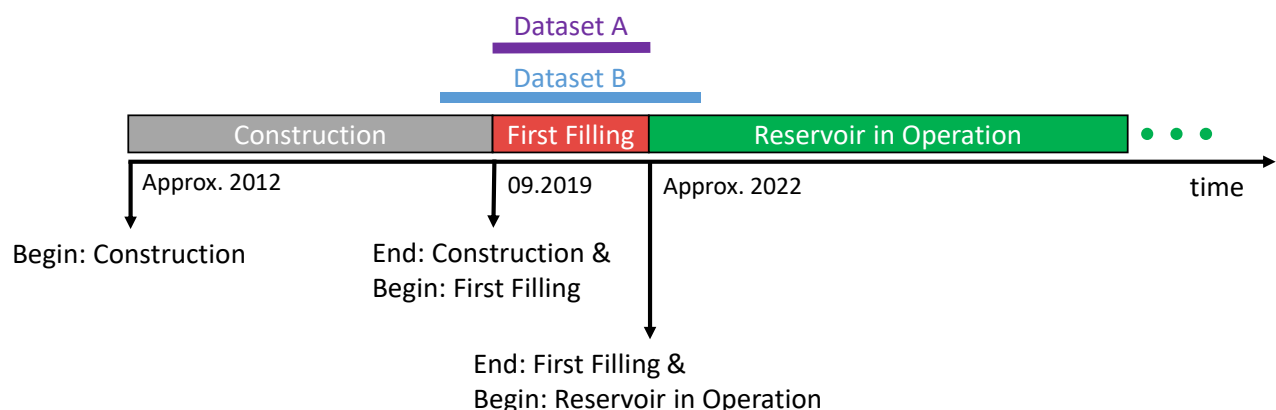 Dataset A
Dataset B
Construction
First Filling
Reservoir in Operation
Approx. 2012
09.2019
Approx. 2022
time
Begin: Construction
End: Construction &
Begin: First Filling
End: First Filling &
Begin: Reservoir in Operation